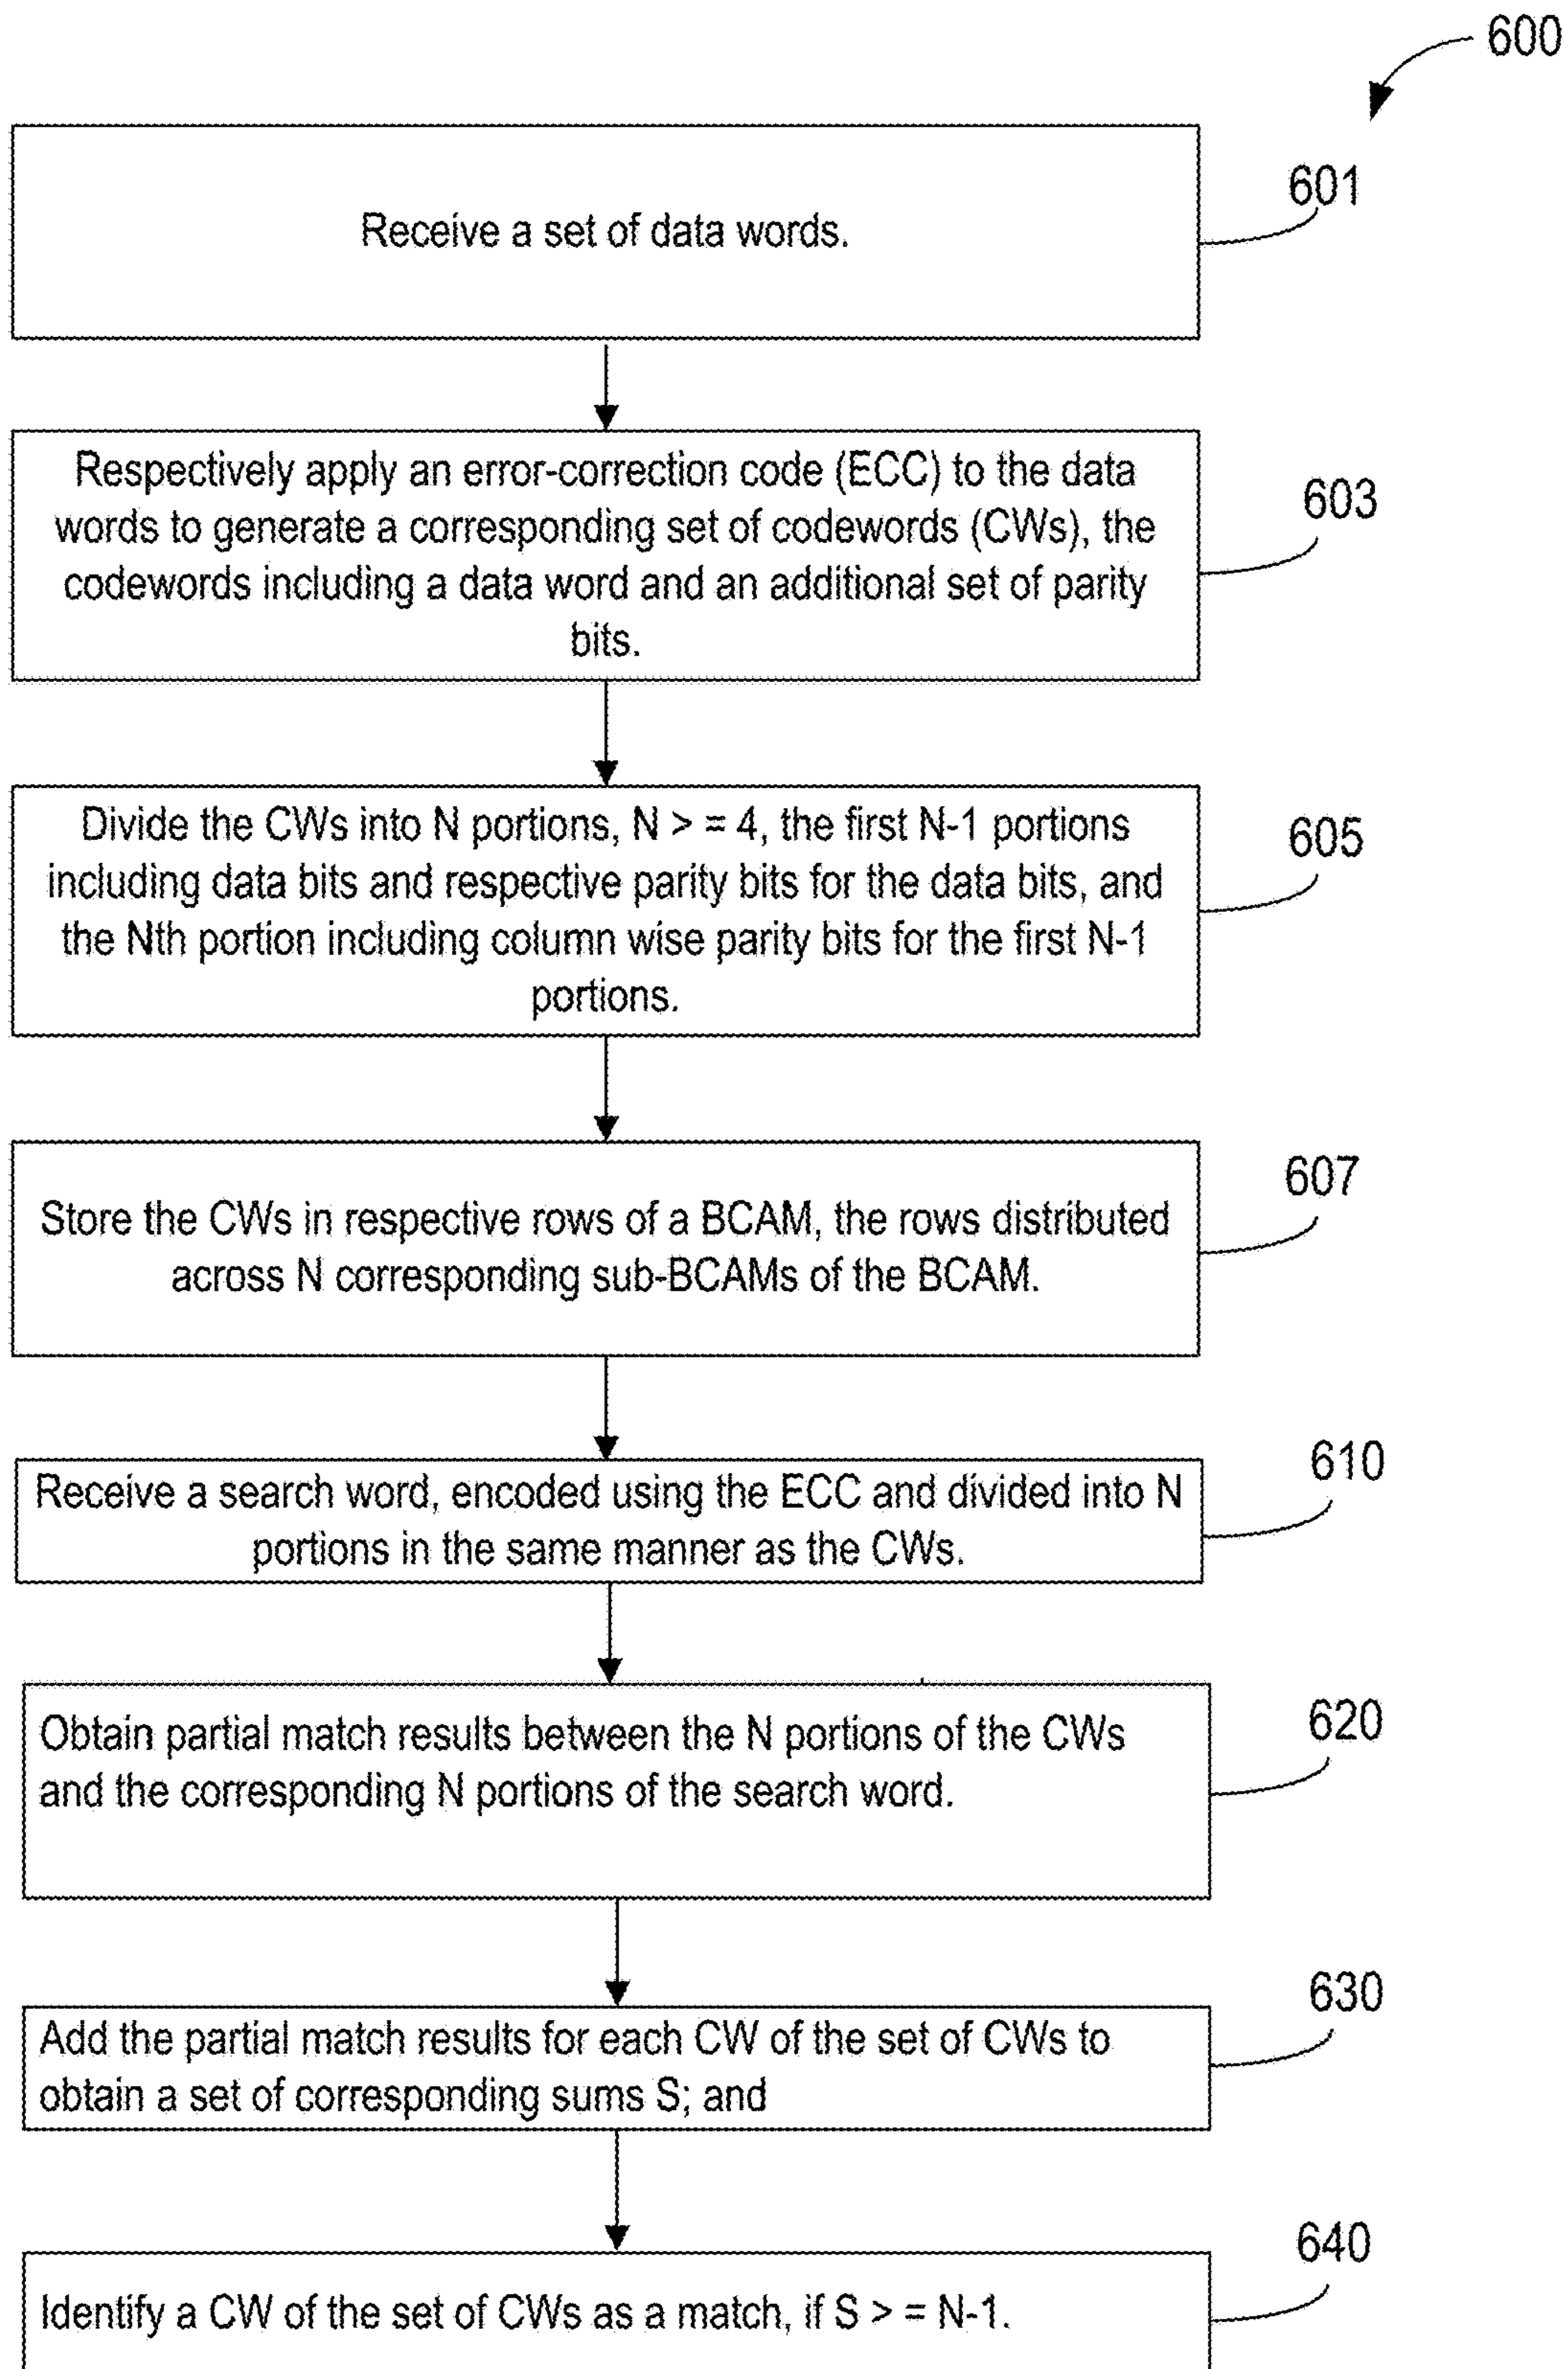 600
601
Receive a set of data words.
603
Respectively apply an error-correction code (ECC) to the data
words to generate a corresponding set of codewords (CWs), the
codewords including a data word and an additional set of parity
bits.
605
Divide the CWs into N portions, N > = 4, the first N-1 portions
including data bits and respective parity bits for the data bits, and
the Nth portion including column wise parity bits for the first N-1
portions.
607
Store the CWs in respective rows of a BCAM, the rows distributed
across N corresponding sub-BCAMs of the BCAM.
610
Receive a search word, encoded using the ECC and divided into N
portions in the same manner as the CWs.
620
Obtain partial match results between the N portions of the CWs
and the corresponding N portions of the search word.
630
Add the partial match results for each CW of the set of CWs to
obtain a set of corresponding sums S; and
640
Identify a CW of the set of CWs as a match, if S > = N-1.